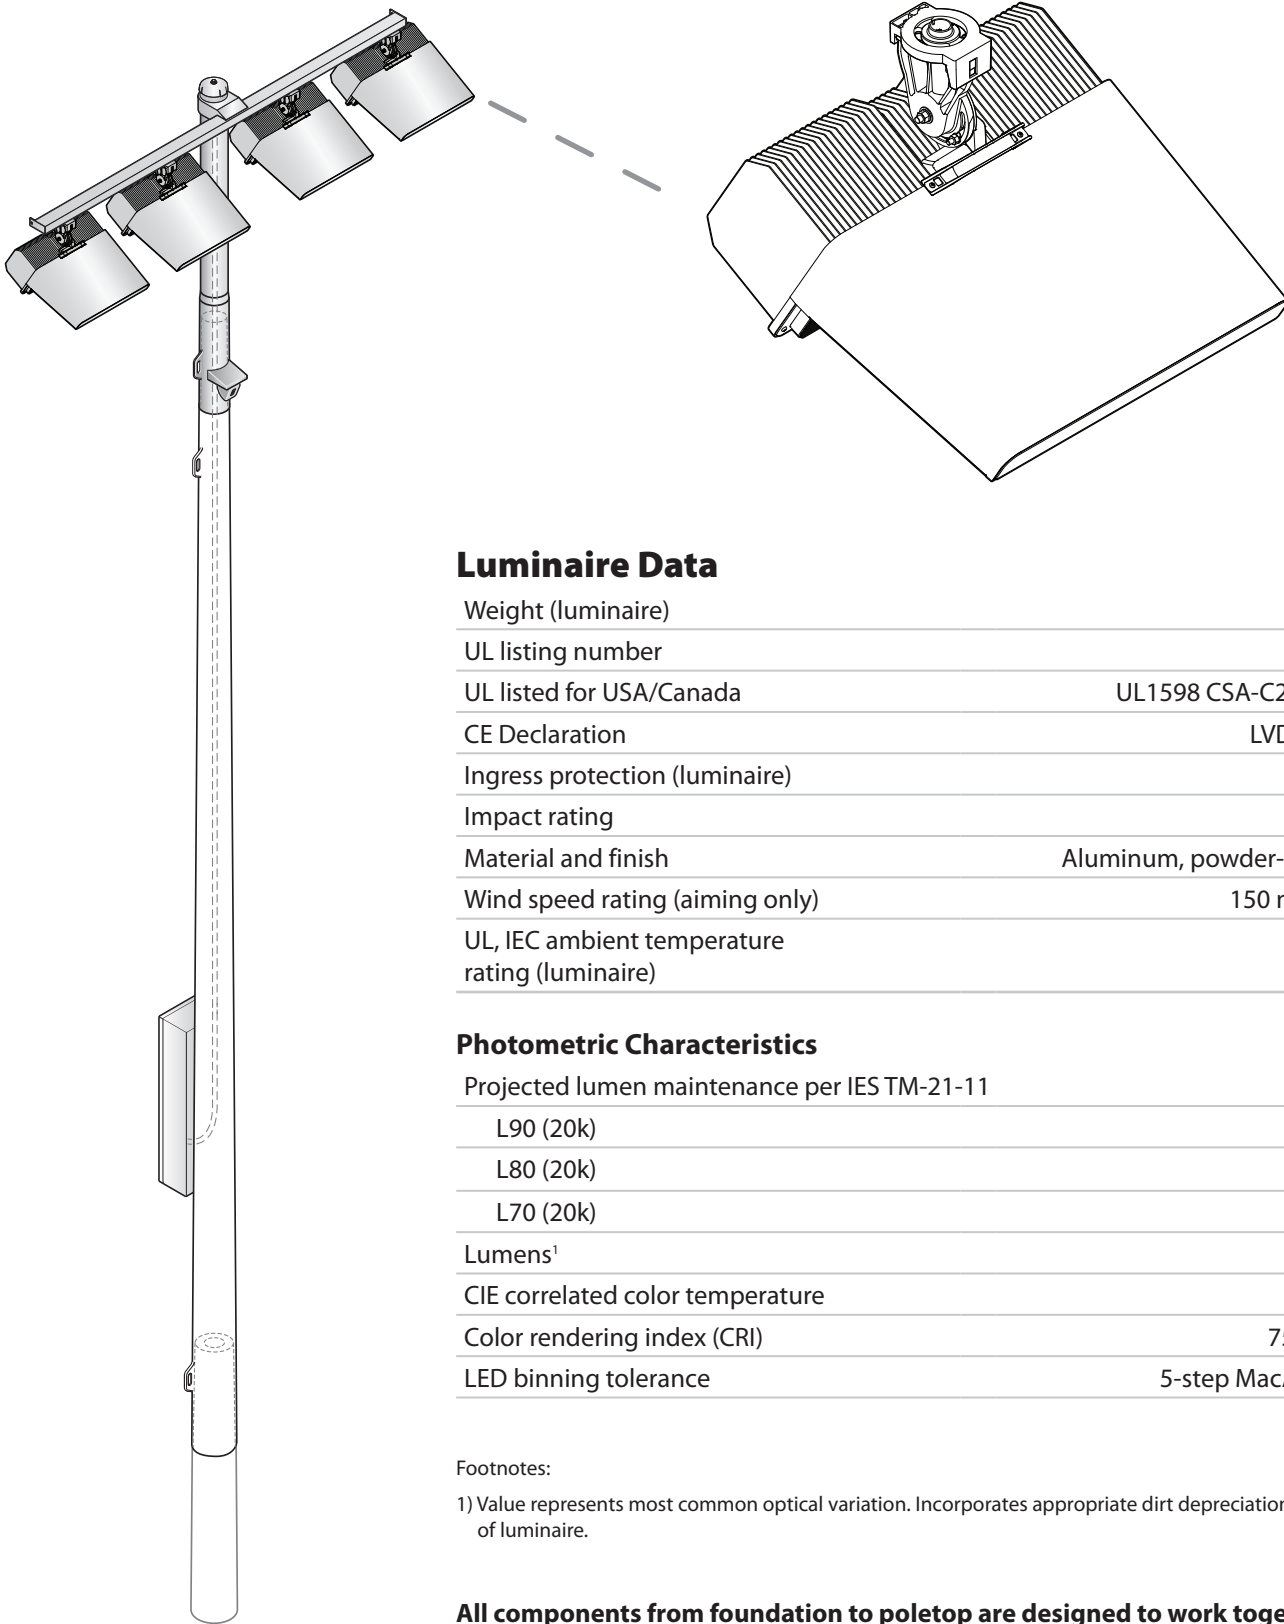 Luminaire Data
Weight (luminaire)
UL listing number
UL listed for USA/Canada UL1598 CSA-C2
CE Declaration LVD
Ingress protection (luminaire)
Impact rating
Material and finish Aluminum, powder-
Wind speed rating (aiming only) 150
UL, IEC ambient temperature
rating (luminaire)
Photometric Characteristics
Projected lumen maintenance per IES TM-21-11
L90 (20k)
L80 (20k)
L70 (20k)
Lumens¹
CIE correlated color temperature
Color rendering index (CRI) 75
LED binning tolerance 5-step Mac
Footnotes:
1) Value represents most common optical variation. Incorporates appropriate dirt depreciation
of luminaire.
All components from foundation to poletop are designed to work toge